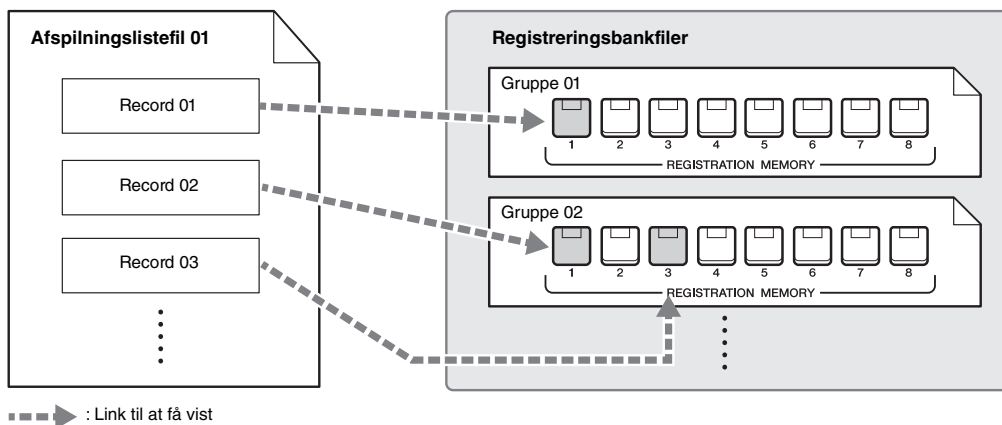 Afspilningslistefil 01
Record 01
Record 02
Record 03
Registreringsbankfiler
Gruppe 01
1 2 3 4 5 6 7 8
REGISTRATION MEMORY
Gruppe 02
1 2 3 4 5 6 7 8
REGISTRATION MEMORY
: Link til at få vist